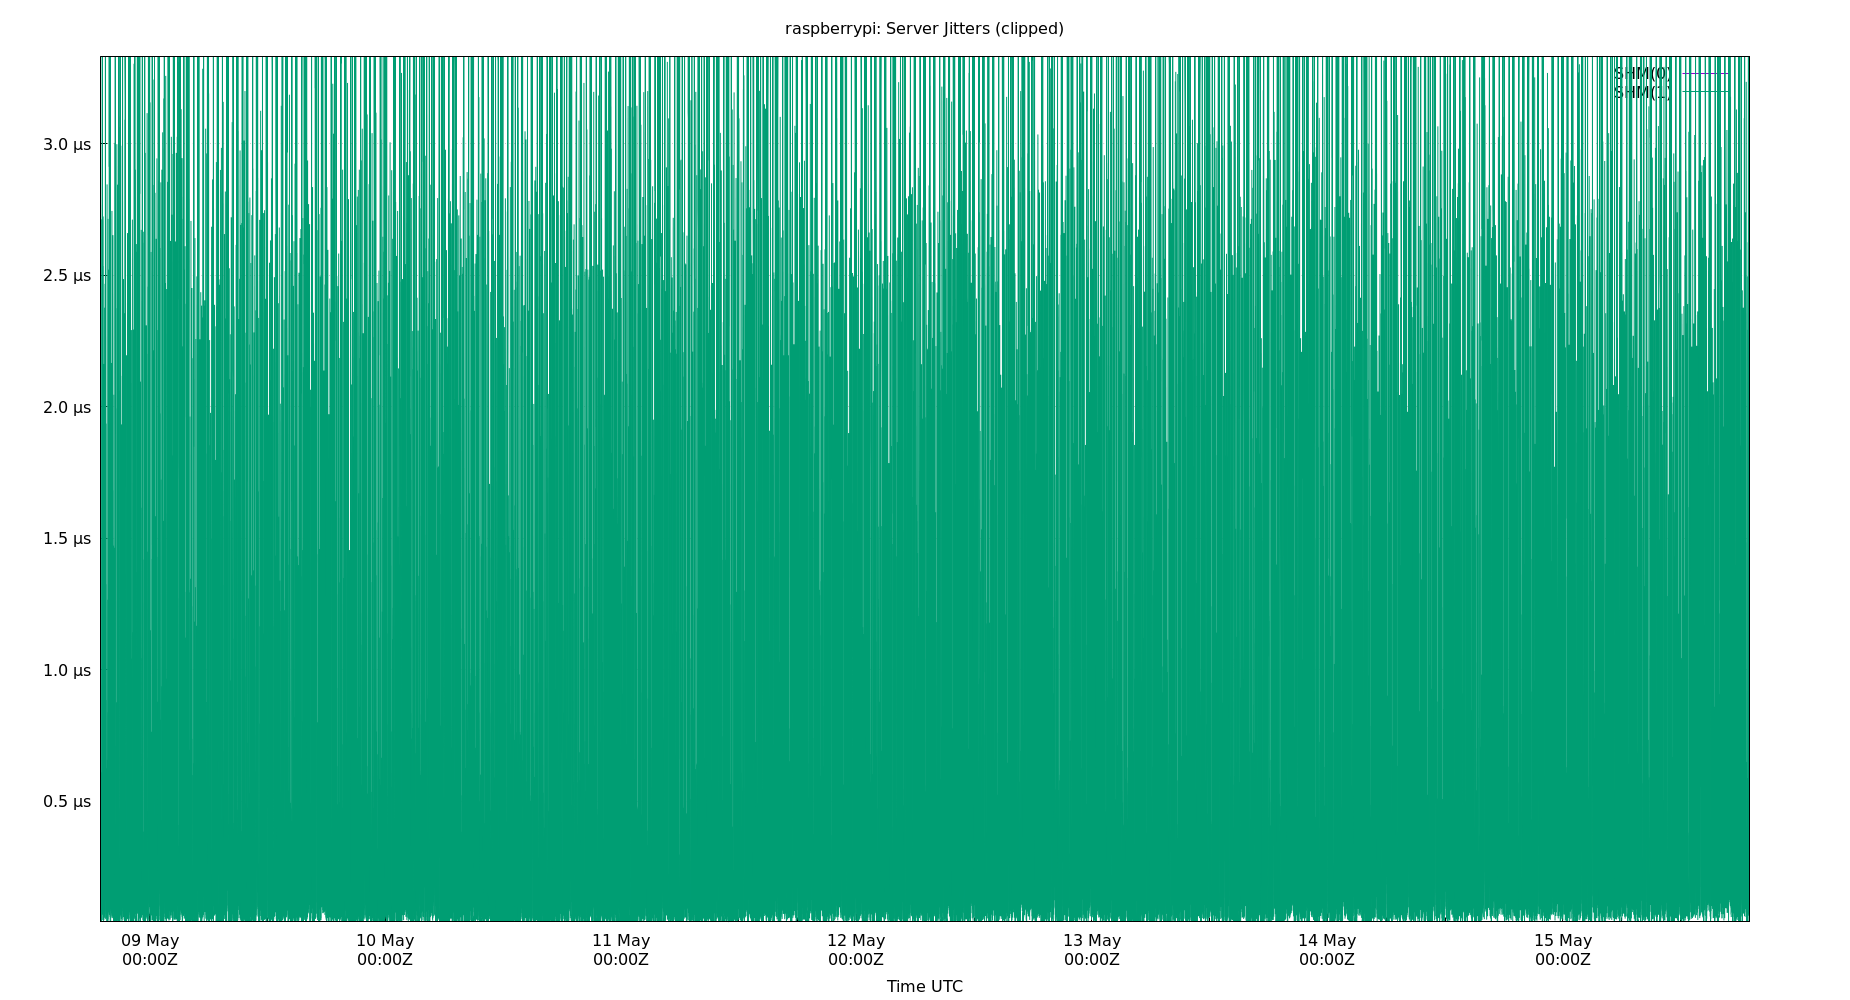 raspberrypi: Server Jitters (clipped)
SHM(0)
SHM(1)
3.0 µs
2.5 µs
2.0 µs
1.5 µs
1.0 µs
0.5 µs
09 May 10 May 11 May 12 May 13 May 14 May 15 May
00:00Z 00:00Z 00:00Z 00:00Z 00:00Z 00:00Z 00:00Z
Time UTC